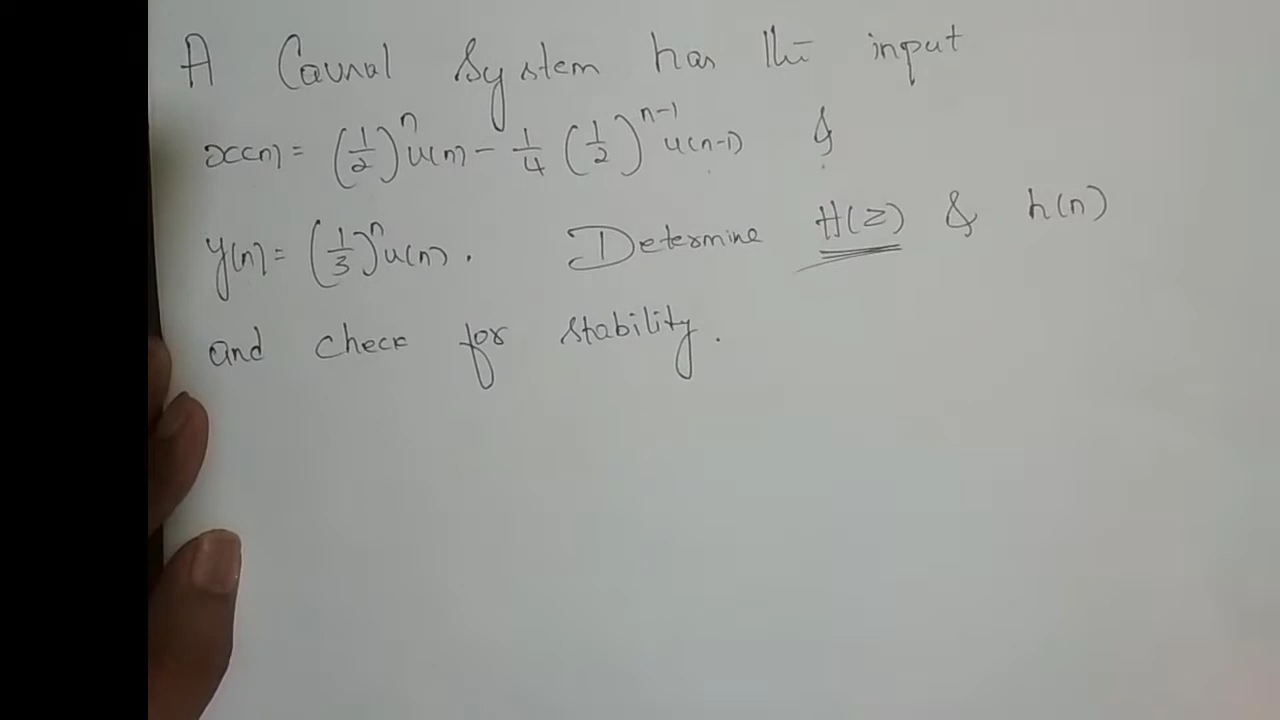 A Causal System has the input
x(n) = (1/2)^n u(n) - 1/4 (1/2)^{n-1} u(n-1) &
y(n) = (1/3)^n u(n). Determine H(z) & h(n)
and check for stability.